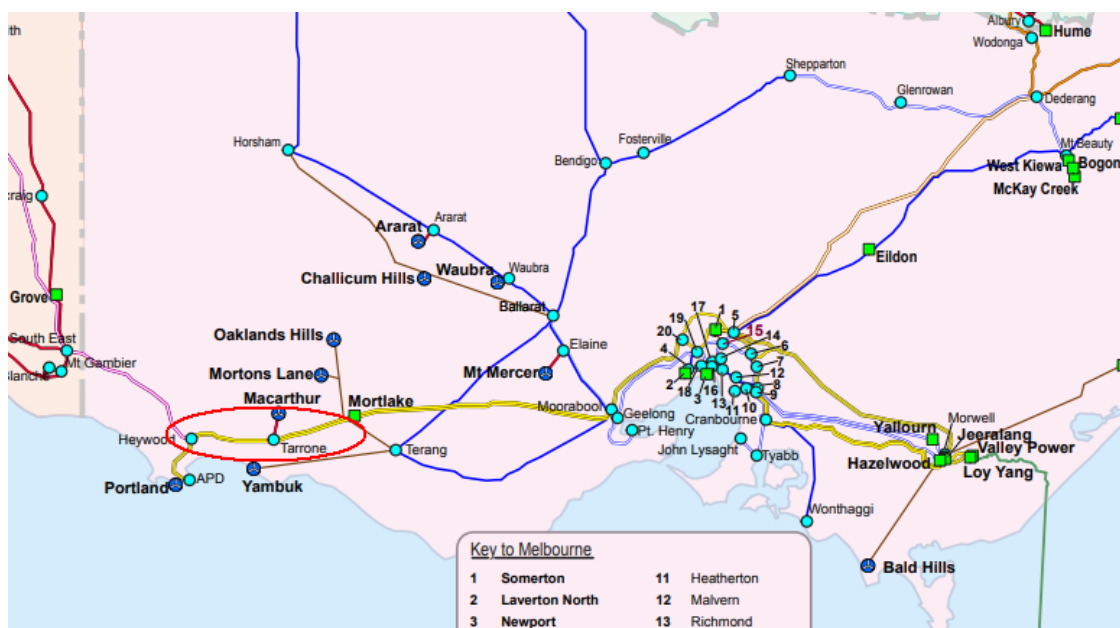 Albury
Hume
Wodonga
Shepparton
Glenrowan
Dederang
Horsham
Fosterville
Bendigo
Mt Beauty
West Kiewa
Bogon
McKay Creek
craig
Ararat
Ararat
Waubra
Waubra
Challicum Hills
Eildon
Grove
Ballarat
17
1
5
19
15
14
South East
Oaklands Hills
20
6
Elaine
4
7
Mt Gambier
Mortons Lane
Mt Mercer
2
12
Blanche
18
3
16
13
8
11
10
9
Macarthur
Mortlake
Moorabool
Geelong
Cranbourne
Morwell
Pt. Henry
Yallourn
Jeeralang
Heywood
Tarrone
Terang
John Lysaght
Tyabb
Hazelwood
Valley Power
Loy Yang
Portland
APD
Yambuk
Wonthaggi
Bald Hills
Key to Melbourne
1 Somerton 11 Heatherton
2 Laverton North 12 Malvern
3 Newport 13 Richmond